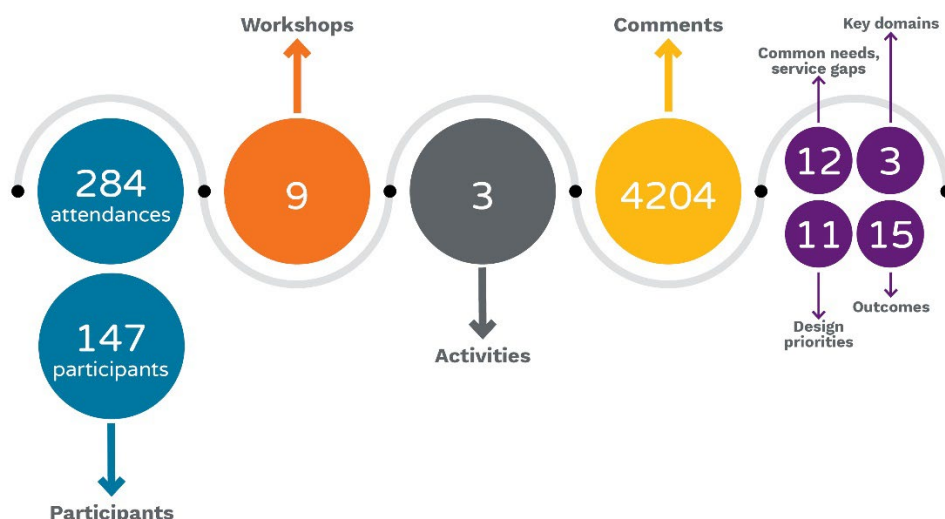 Workshops
Comments
Key domains
Common needs,
service gaps
284
attendances
9
3
4204
12
3
11
15
147
participants
Activities
Design
priorities
Outcomes
Participants